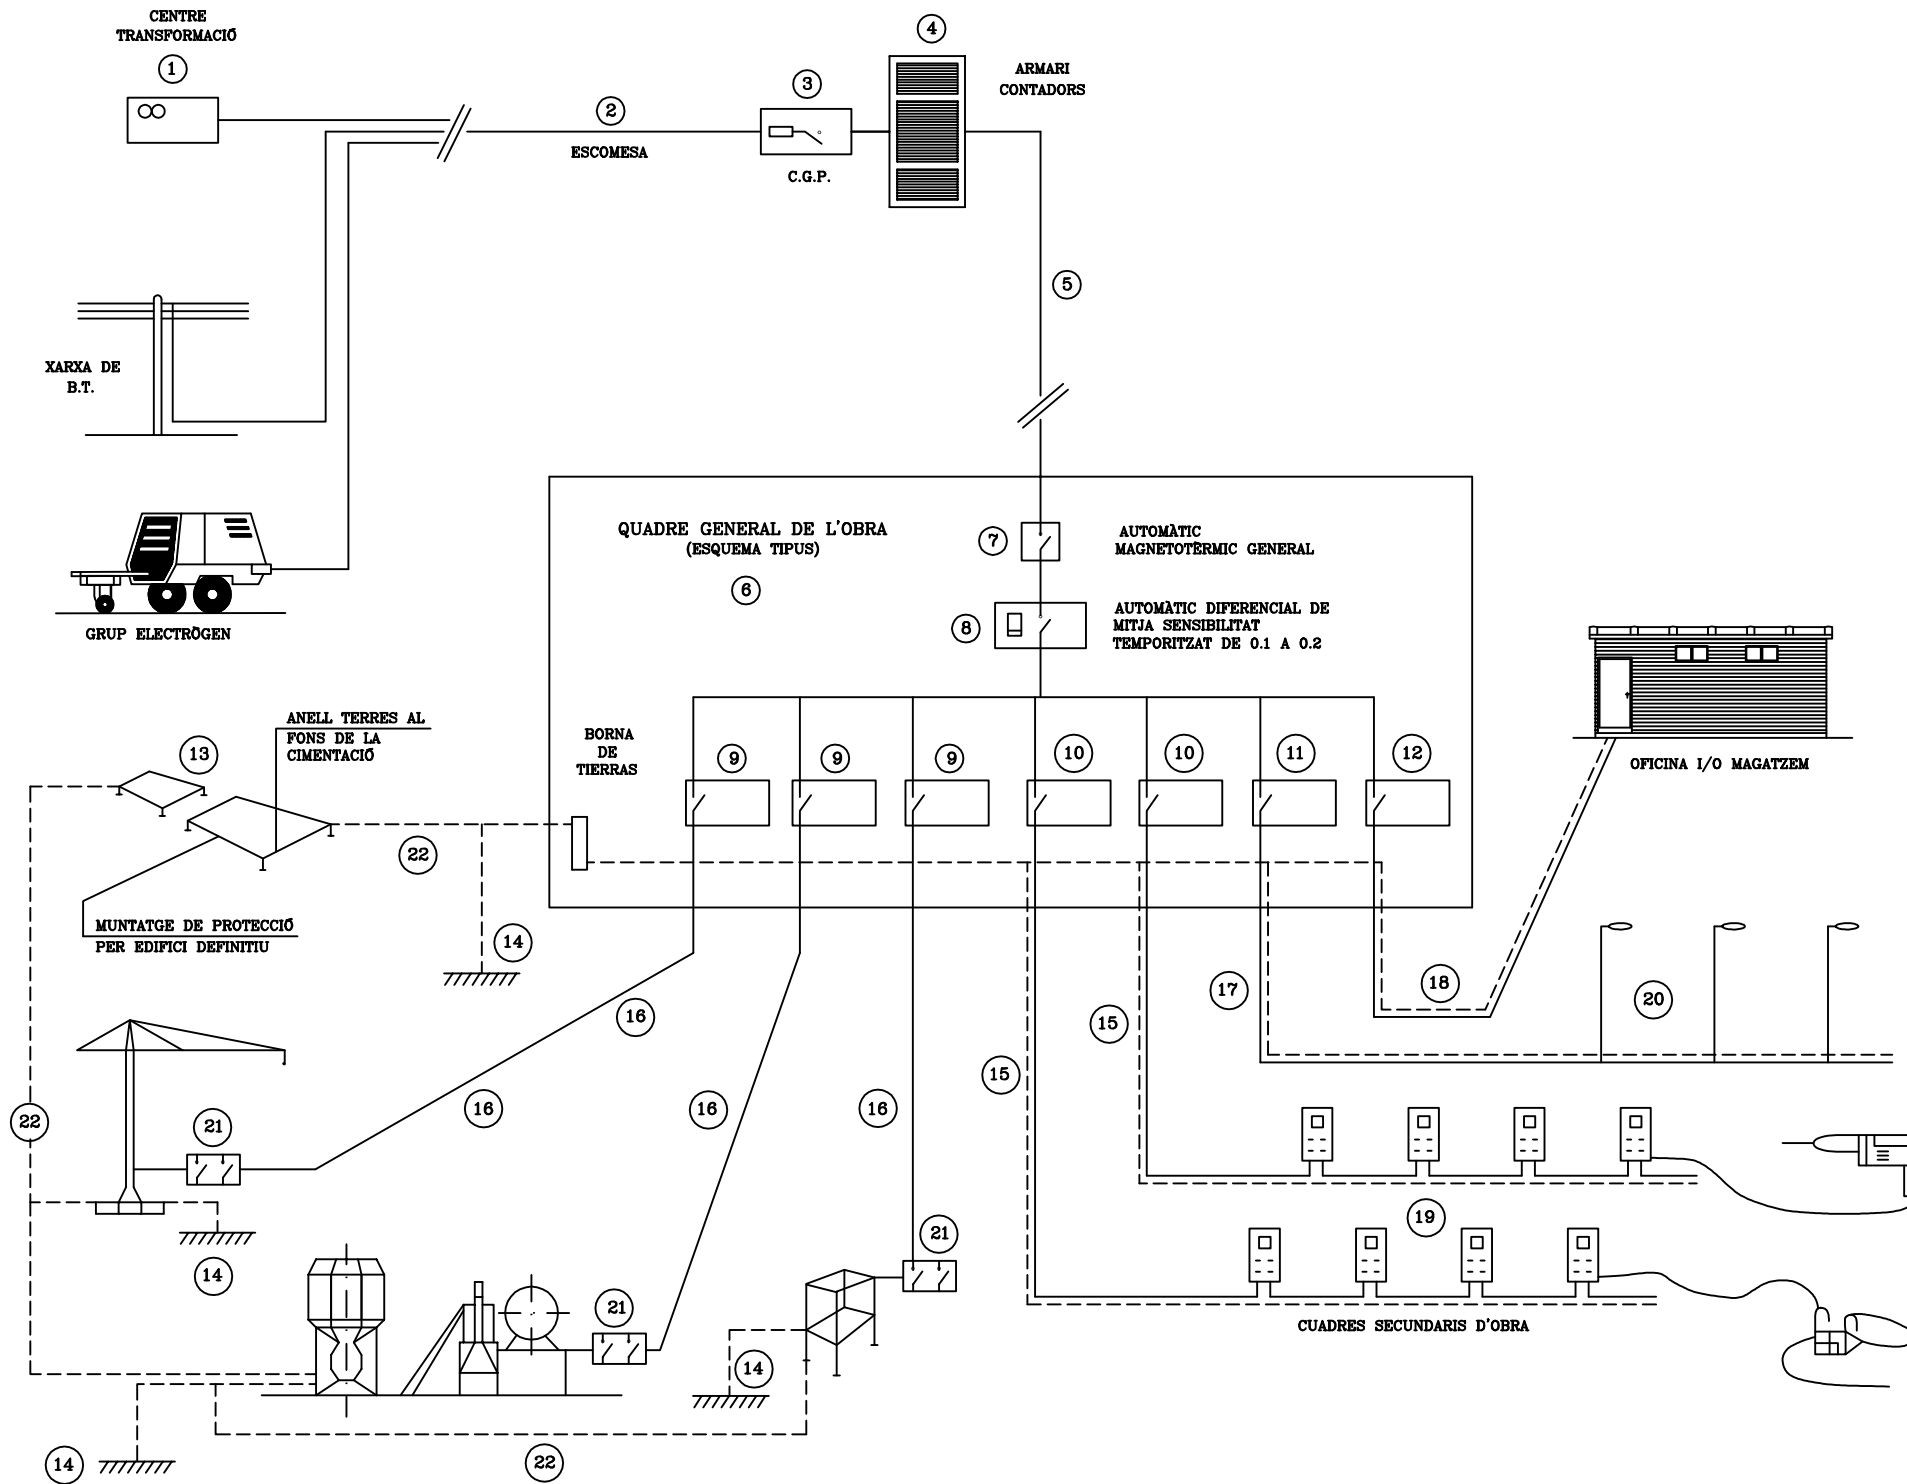 CENTRE
TRANSFORMACIÓ
1
2
ESCOMESA
3
C.G.P.
4
ARMARI
CONTADORS
5
XARXA DE
B.T.
GRUP ELECTRÒGEN
QUADRE GENERAL DE L'OBRA
(ESQUEMA TIPUS)
6
7
AUTOMÀTIC
MAGNETOTÈRMIC GENERAL
8
AUTOMÀTIC DIFERENCIAL DE
MITJA SENSIBILITAT
TEMPORITZAT DE 0.1 A 0.2
OFICINA I/O MAGATZEM
ANELL TERRES AL
FONS DE LA
CIMENTACIÓ
13
BORNA
DE
TIERRAS
9
9
9
10
10
11
12
22
MUNTATGE DE PROTECCIÓ
PER EDIFICI DEFINITIU
14
16
15
17
18
20
22
21
16
16
16
15
14
21
21
14
19
CUADRES SECUNDARIS D'OBRA
14
22